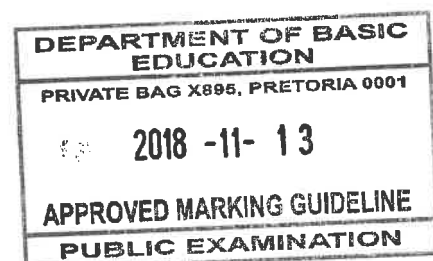 DEPARTMENT OF BASIC
EDUCATION
PRIVATE BAG X895, PRETORIA 0001
2018 -11- 13
APPROVED MARKING GUIDELINE
PUBLIC EXAMINATION